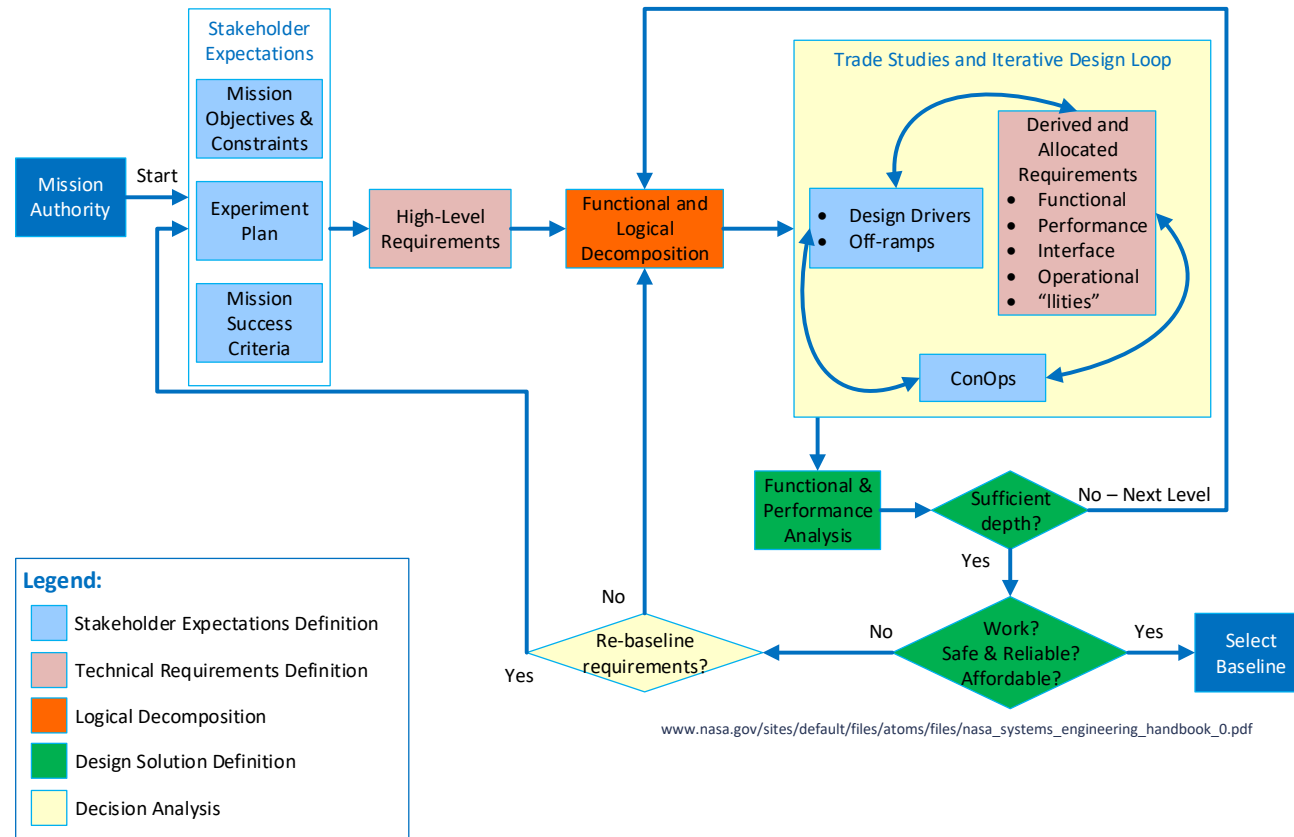 Stakeholder
Expectations
Mission
Objectives &
Constraints
Mission
Authority
Start
Experiment
Plan
Mission
Success
Criteria
High-Level
Requirements
Functional and
Logical
Decomposition
Trade Studies and Iterative Design Loop
• Design Drivers
• Off-ramps
Derived and
Allocated
Requirements
• Functional
• Performance
• Interface
• Operational
• “Ilities”
ConOps
Functional &
Performance
Analysis
Sufficient
depth?
No – Next Level
Yes
Work?
Safe & Reliable?
Affordable?
Yes
Select
Baseline
No
Re-baseline
requirements?
No
Yes
www.nasa.gov/sites/default/files/atoms/files/nasa_systems_engineering_handbook_0.pdf
Legend:
Stakeholder Expectations Definition
Technical Requirements Definition
Logical Decomposition
Design Solution Definition
Decision Analysis